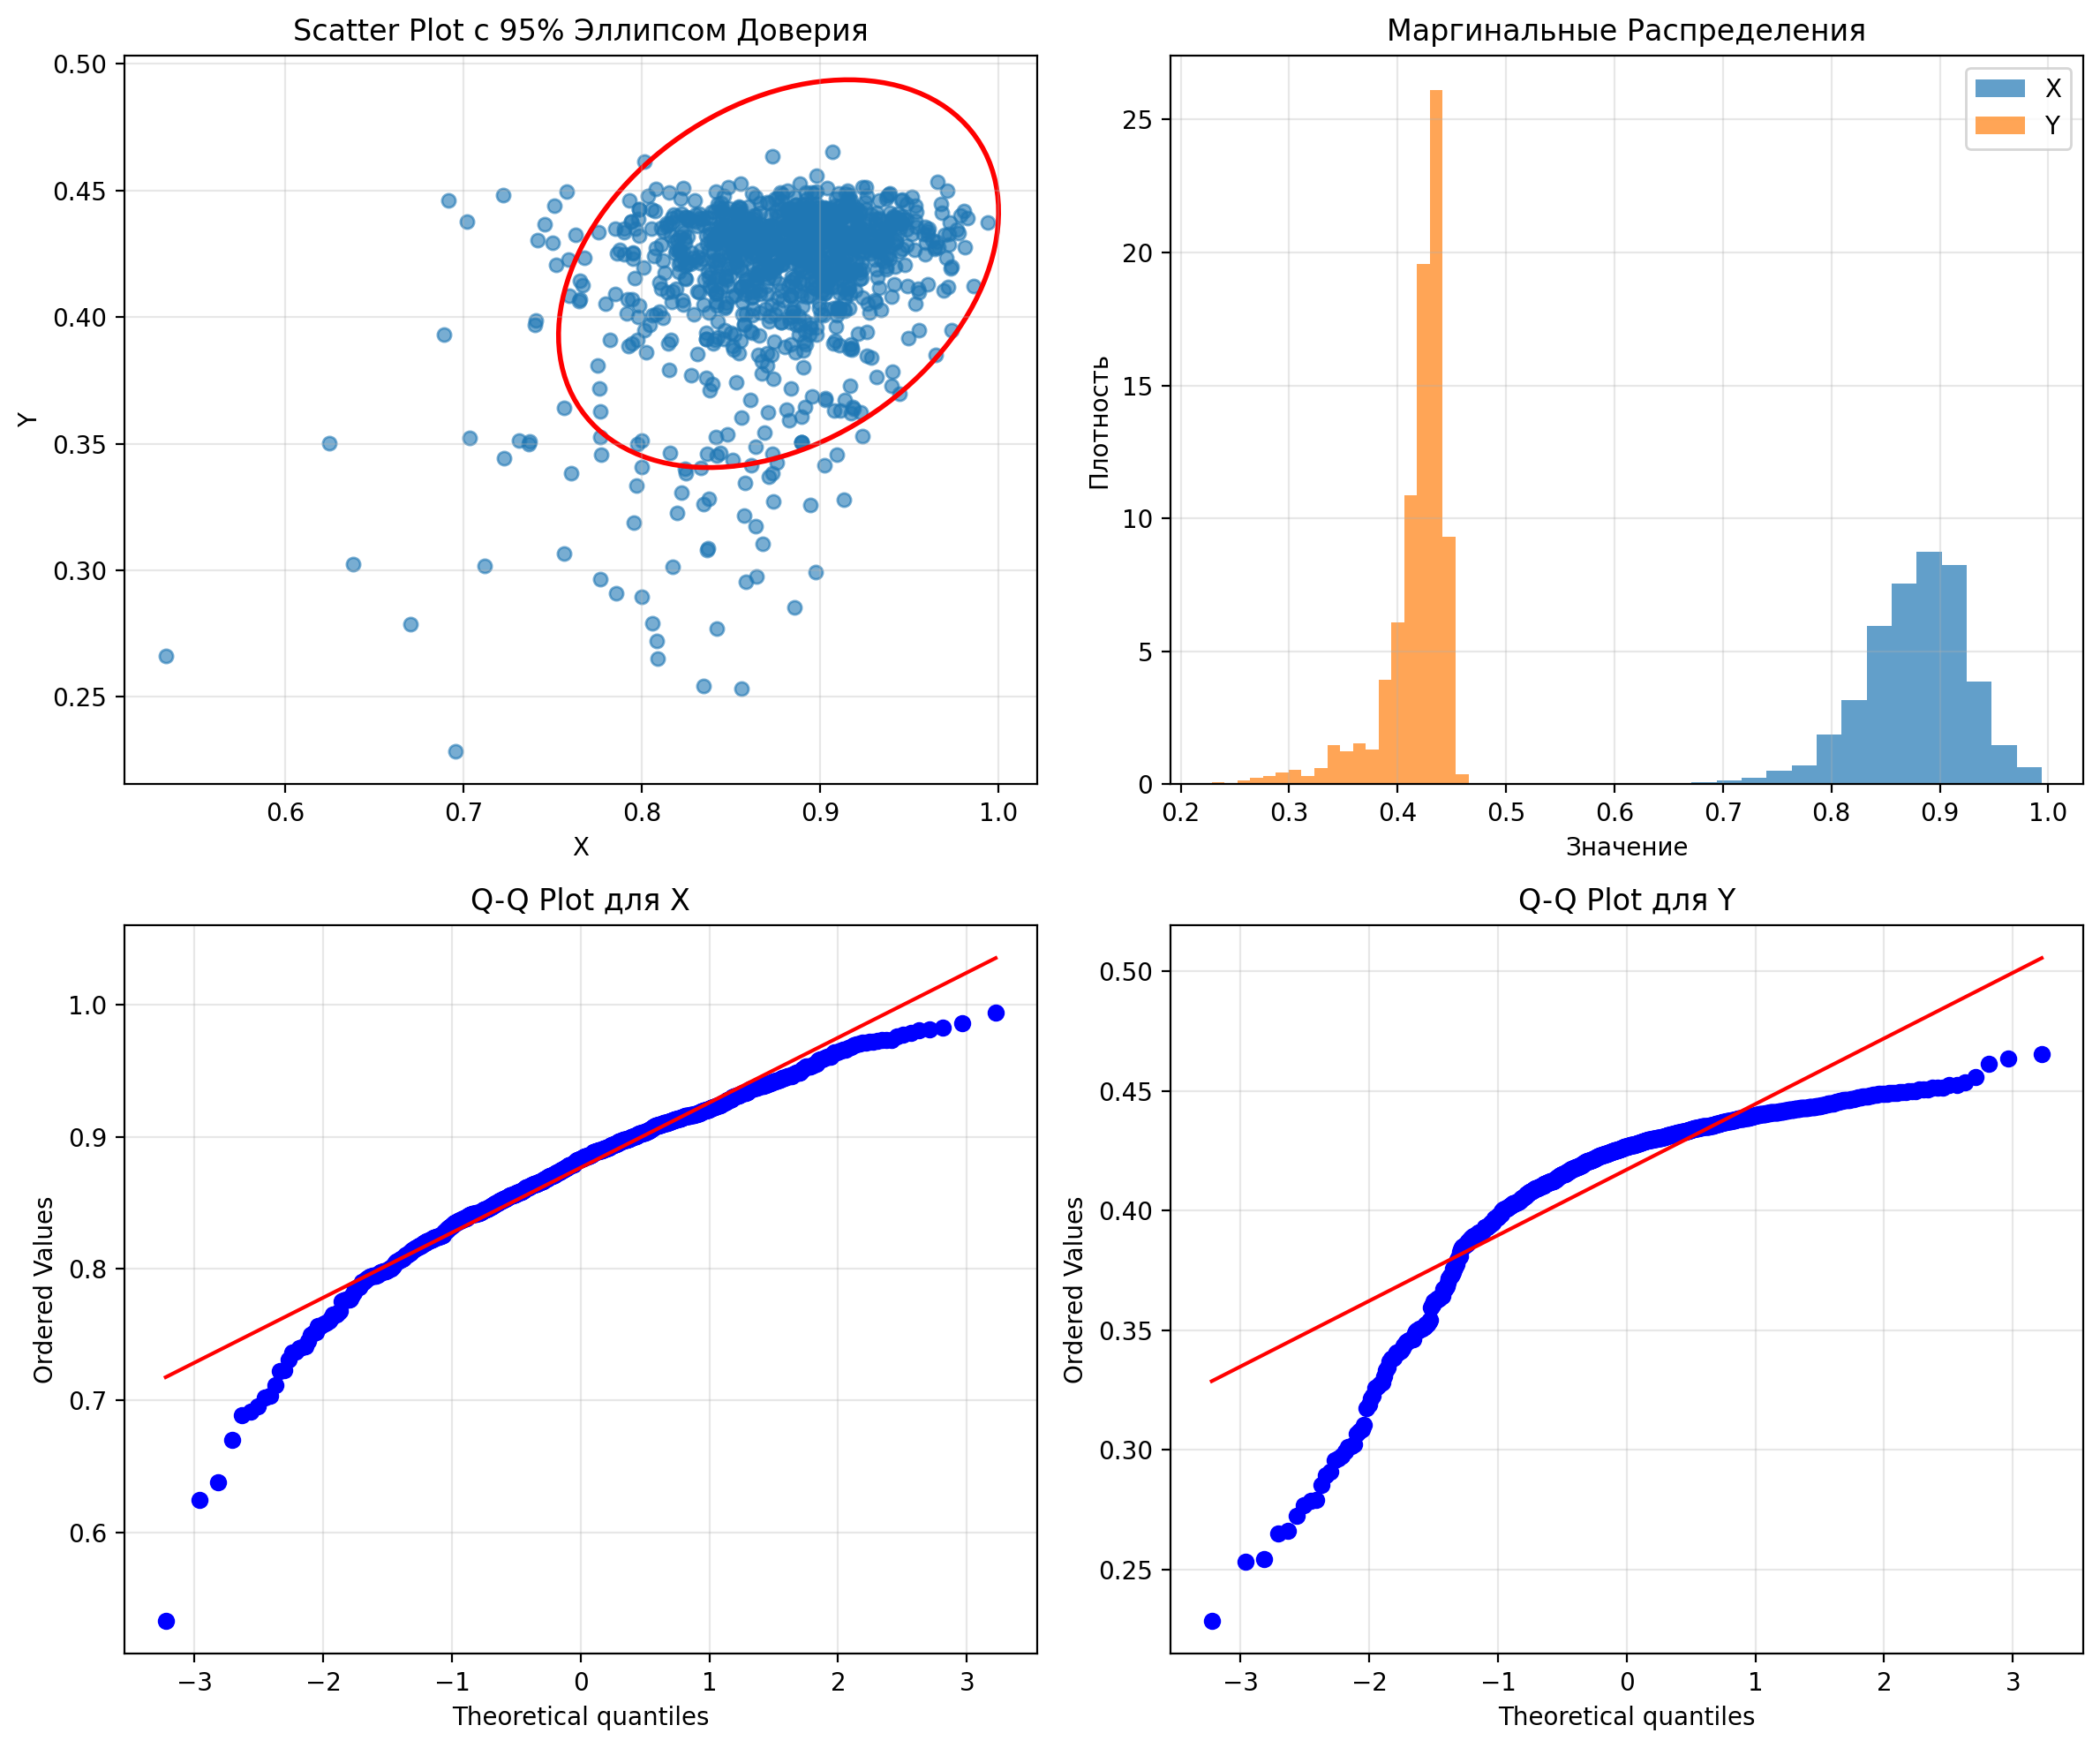 Scatter Plot с 95% Эллипсом Доверия
0.50
0.45
0.40
0.35
0.30
0.25
Y
0.6 0.7 0.8 0.9 1.0
X
Маргинальные Распределения
X
Y
25
20
15
10
5
0
Плотность
0.2 0.3 0.4 0.5 0.6 0.7 0.8 0.9 1.0
Значение
Q-Q Plot для X
1.0
0.9
0.8
0.7
0.6
Ordered Values
−3 −2 −1 0 1 2 3
Theoretical quantiles
Q-Q Plot для Y
0.50
0.45
0.40
0.35
0.30
0.25
Ordered Values
−3 −2 −1 0 1 2 3
Theoretical quantiles